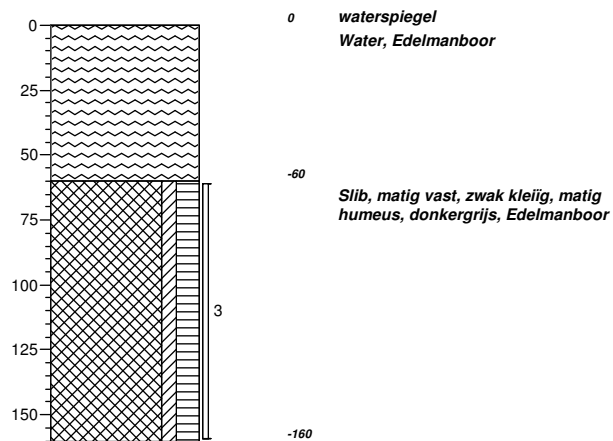 0 waterspiegel
Water, Edelmanboor
0
25
50
-60
Slib, matig vast, zwak kleiïg, matig
humeus, donkergrijs, Edelmanboor
75
100
3
125
150
-160